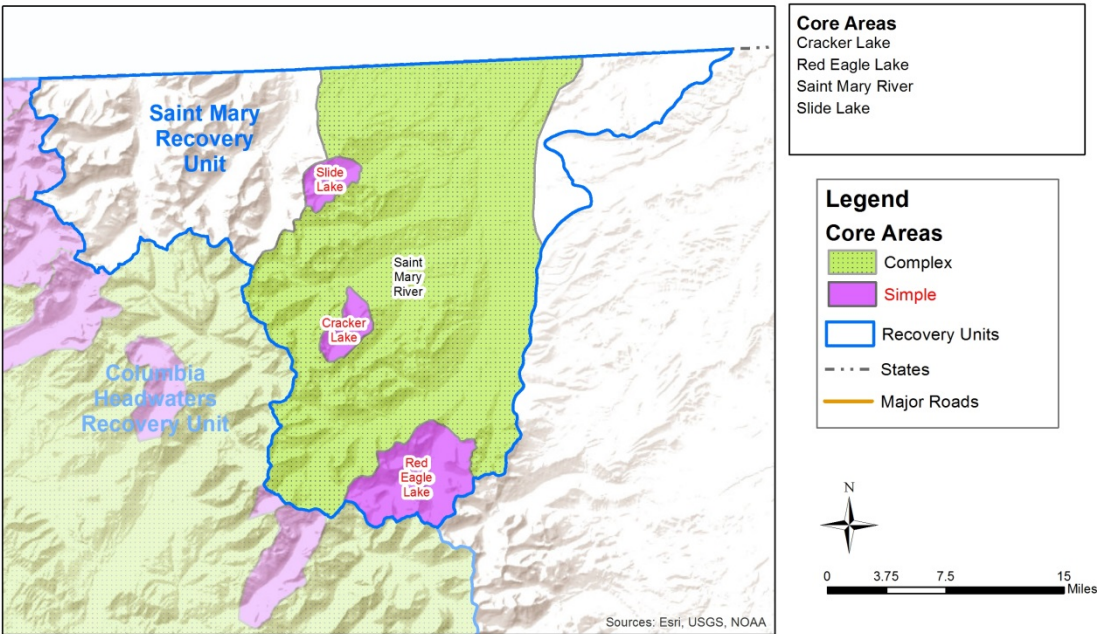 Saint Mary
Recovery
Unit
Slide
Lake
Saint
Mary
River
Cracker
Lake
Columbia
Headwaters
Recovery Unit
Red
Eagle
Lake
Sources: Esri, USGS, NOAA
Core Areas
Cracker Lake
Red Eagle Lake
Saint Mary River
Slide Lake
Legend
Core Areas
Complex
Simple
Recovery Units
States
Major Roads
N
0 3.75 7.5 15
Miles